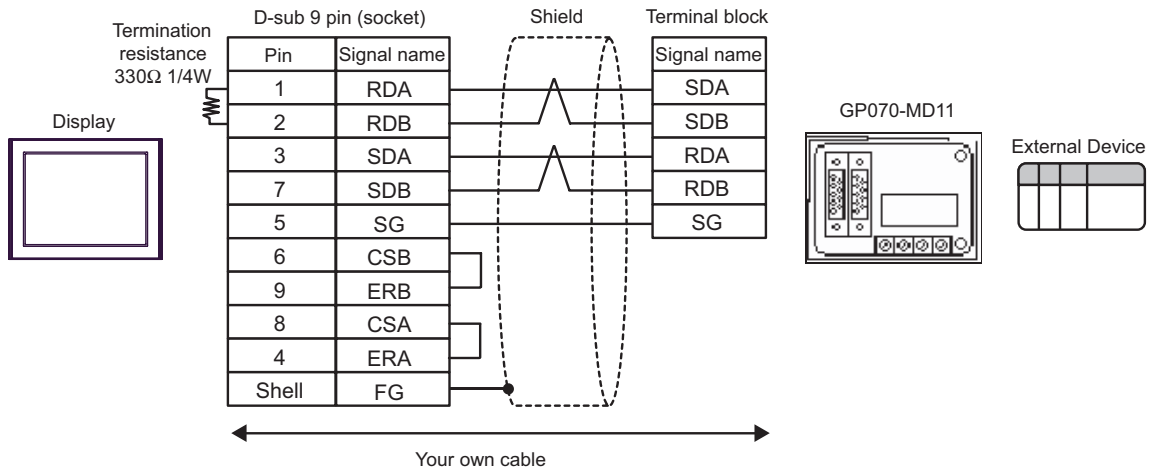 Display
Termination
resistance
330Ω 1/4W
D-sub 9 pin (socket)
Pin Signal name
1 RDA
2 RDB
3 SDA
7 SDB
5 SG
6 CSB
9 ERB
8 CSA
4 ERA
Shell FG
Shield
Terminal block
Signal name
SDA
SDB
RDA
RDB
SG
GP070-MD11
External Device
Your own cable